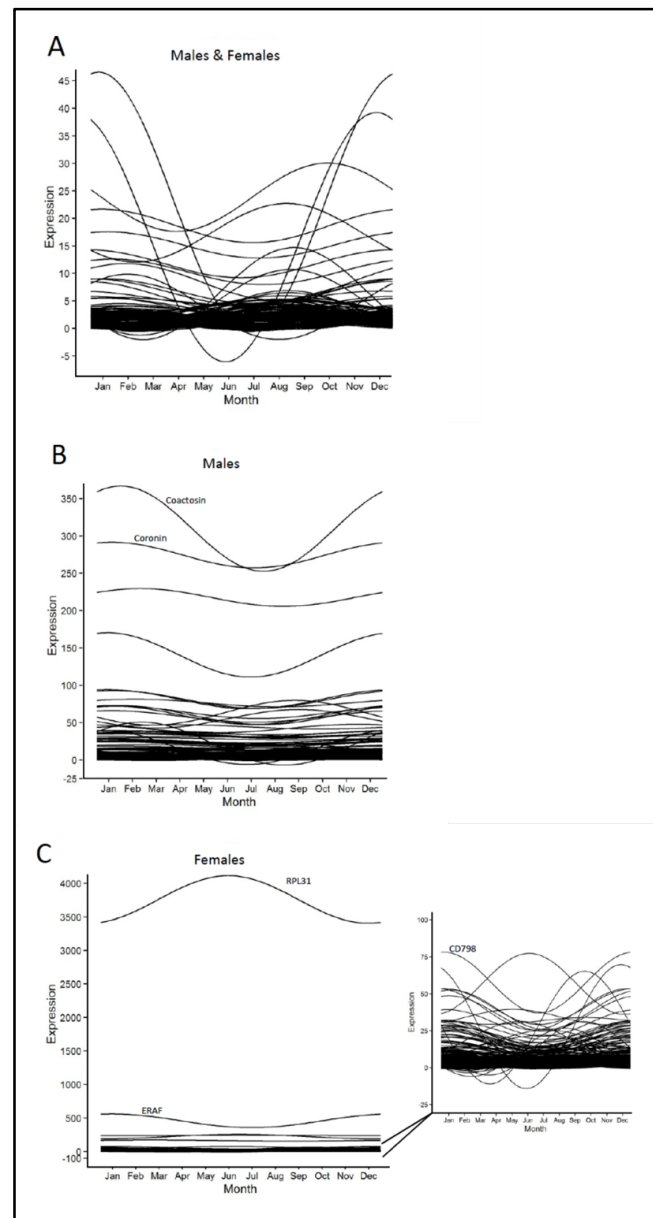 A
Males & Females
45
40
35
30
25
20
15
10
5
0
-5
Expression
Jan Feb Mar Apr May Jun Jul Aug Sep Oct Nov Dec
Month
B
Males
350
300
250
200
150
100
50
0
-25
Expression
Coactosin
Coronin
Jan Feb Mar Apr May Jun Jul Aug Sep Oct Nov Dec
Month
C
Females
4000
3500
3000
2500
2000
1500
1000
500
0
-100
Expression
RPL31
ERAF
Jan Feb Mar Apr May Jun Jul Aug Sep Oct Nov Dec
Month
100
75
50
25
0
-25
Expression
CD798
Jan Feb Mar Apr May Jun Jul Aug Sep Oct Nov Dec
Month